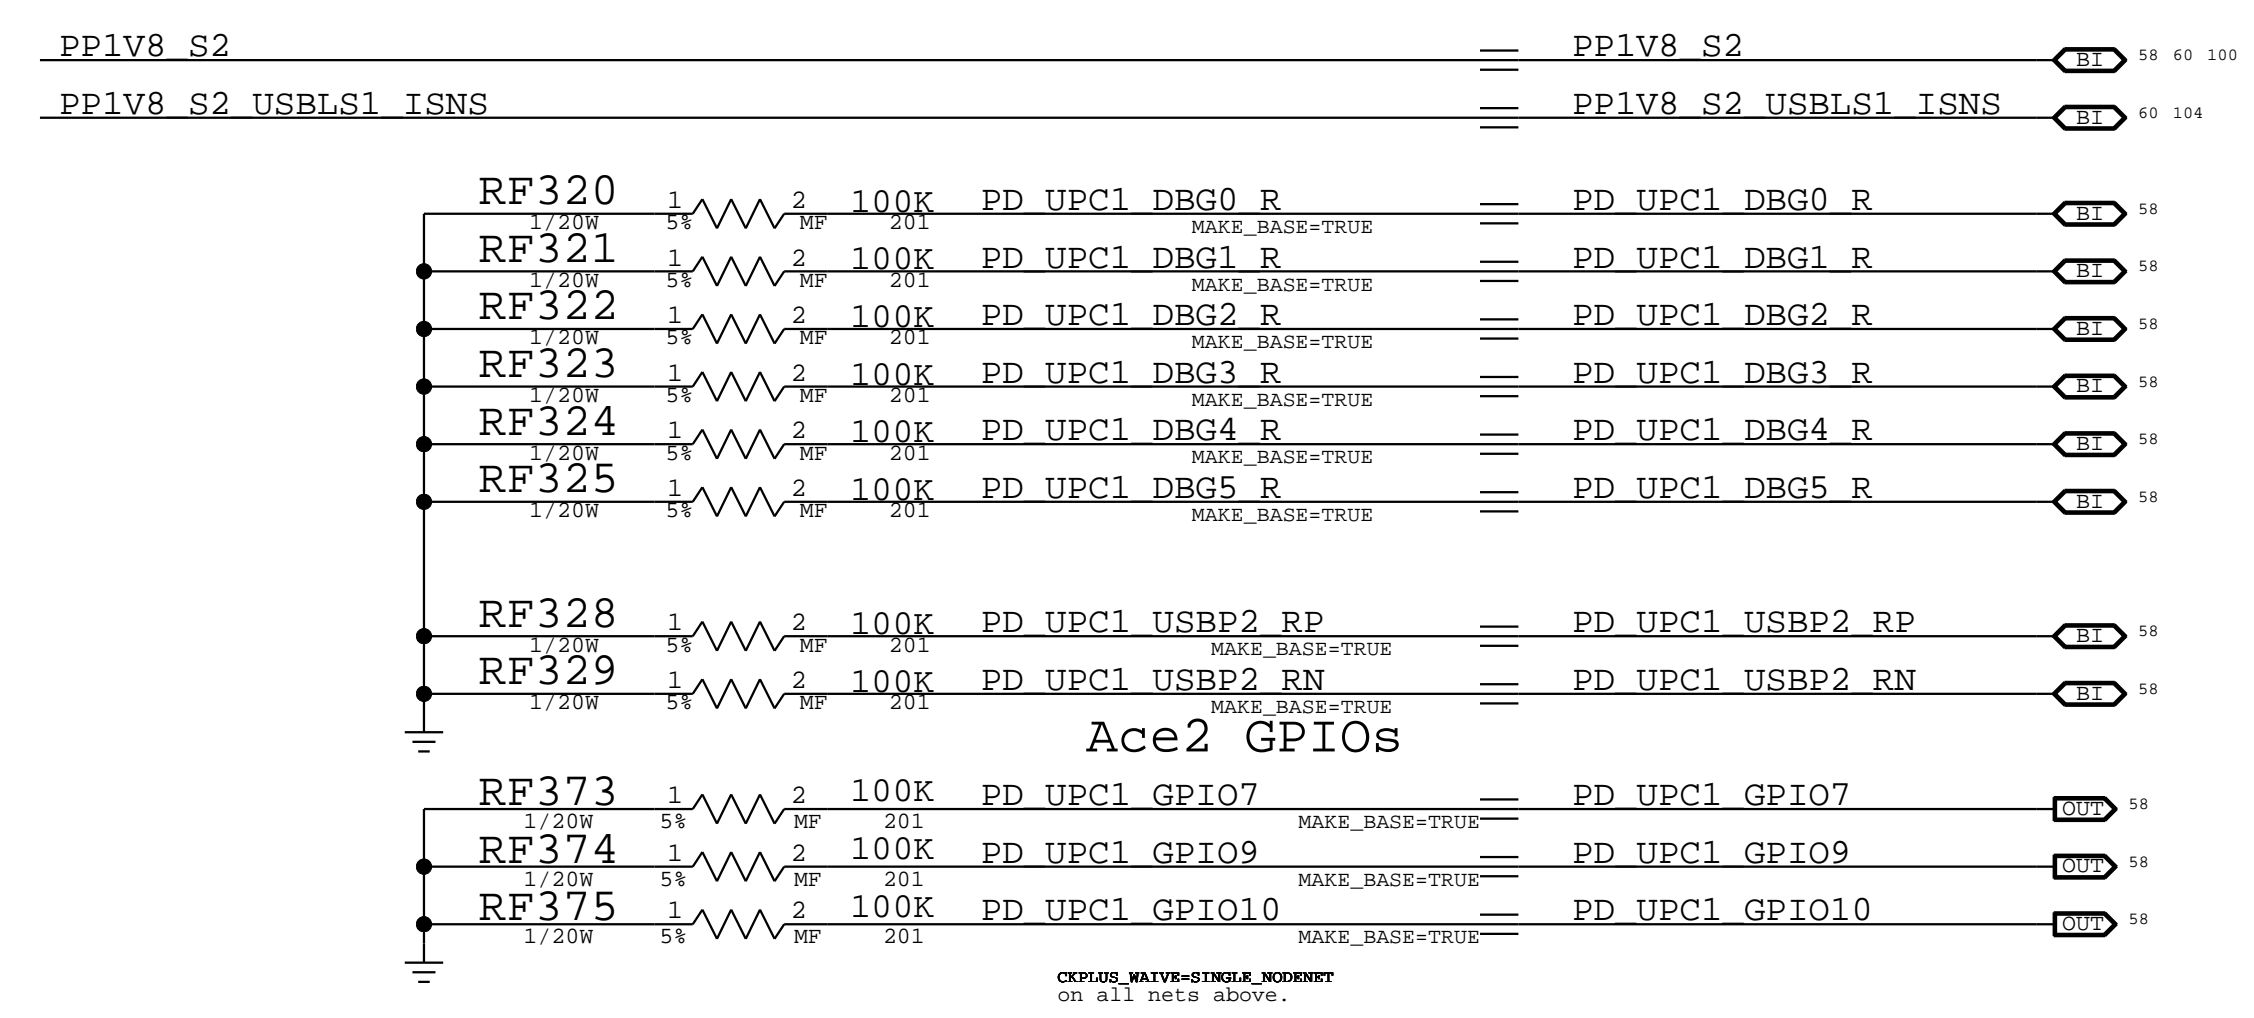 PP1V8_S2 PP1V8_S2 BI 58 60 100
PP1V8_S2_USBLS1_ISNS PP1V8_S2_USBLS1_ISNS BI 60 104
RF320 1 2 100K PD_UPC1_DBG0_R PD_UPC1_DBG0_R BI 58
1/20W 5% MF 201 MAKE_BASE=TRUE
RF321 1 2 100K PD_UPC1_DBG1_R PD_UPC1_DBG1_R BI 58
1/20W 5% MF 201 MAKE_BASE=TRUE
RF322 1 2 100K PD_UPC1_DBG2_R PD_UPC1_DBG2_R BI 58
1/20W 5% MF 201 MAKE_BASE=TRUE
RF323 1 2 100K PD_UPC1_DBG3_R PD_UPC1_DBG3_R BI 58
1/20W 5% MF 201 MAKE_BASE=TRUE
RF324 1 2 100K PD_UPC1_DBG4_R PD_UPC1_DBG4_R BI 58
1/20W 5% MF 201 MAKE_BASE=TRUE
RF325 1 2 100K PD_UPC1_DBG5_R PD_UPC1_DBG5_R BI 58
1/20W 5% MF 201 MAKE_BASE=TRUE
RF328 1 2 100K PD_UPC1_USBP2_RP PD_UPC1_USBP2_RP BI 58
1/20W 5% MF 201 MAKE_BASE=TRUE
RF329 1 2 100K PD_UPC1_USBP2_RN PD_UPC1_USBP2_RN BI 58
1/20W 5% MF 201 MAKE_BASE=TRUE
Ace2 GPIOs
RF373 1 2 100K PD_UPC1_GPIO7 PD_UPC1_GPIO7 OUT 58
1/20W 5% MF 201 MAKE_BASE=TRUE
RF374 1 2 100K PD_UPC1_GPIO9 PD_UPC1_GPIO9 OUT 58
1/20W 5% MF 201 MAKE_BASE=TRUE
RF375 1 2 100K PD_UPC1_GPIO10 PD_UPC1_GPIO10 OUT 58
1/20W 5% MF 201 MAKE_BASE=TRUE
CKPLUS_WAIVE=SINGLE_NODENET
on all nets above.